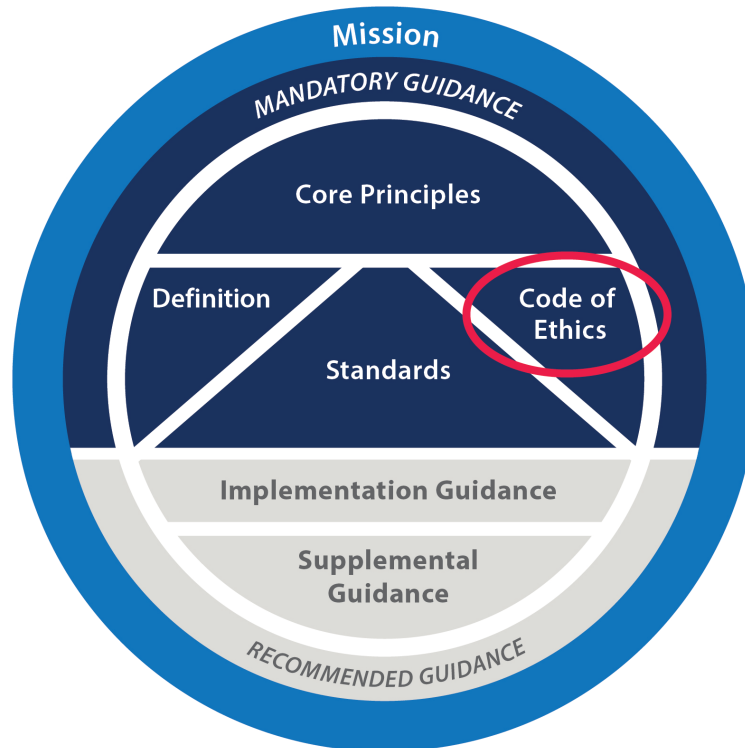 Mission
MANDATORY GUIDANCE
Core Principles
Definition
Code of
Ethics
Standards
Implementation Guidance
Supplemental
Guidance
RECOMMENDED GUIDANCE